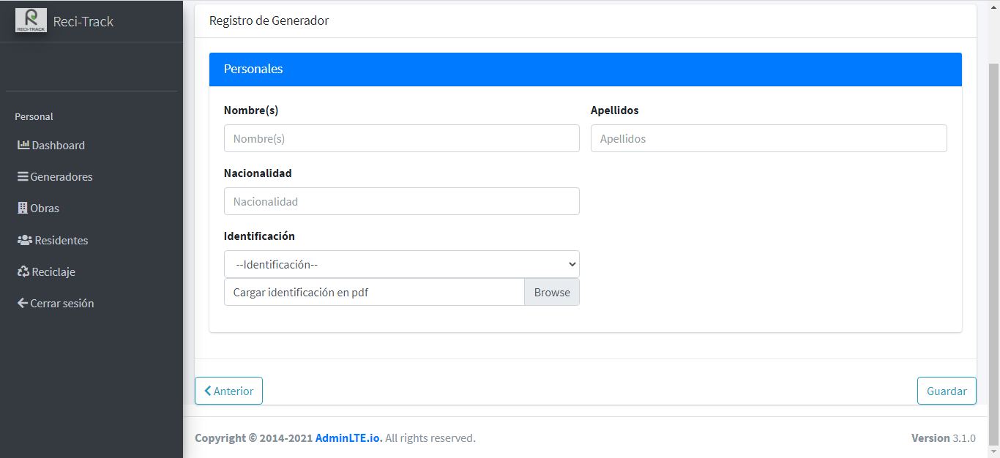 RECI-TRACK
Reci-Track
Personal
Dashboard
Generadores
Obras
Residentes
Reciclaje
Cerrar sesión
Registro de Generador
Personales
Nombre(s) Apellidos
Nombre(s) Apellidos
Nacionalidad
Nacionalidad
Identificación
--Identificación--
Cargar identificación en pdf Browse
Anterior Guardar
Copyright © 2014-2021 AdminLTE.io. All rights reserved. Version 3.1.0